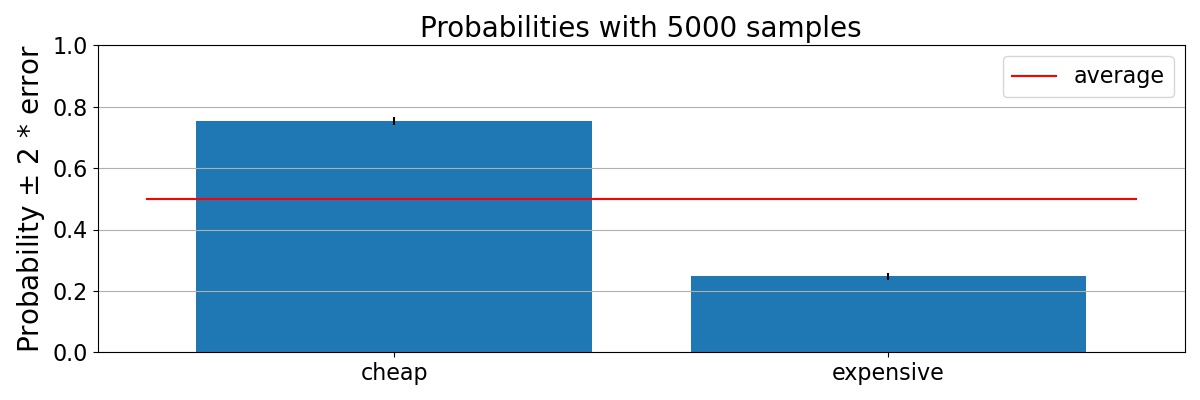 Probabilities with 5000 samples
Probability ± 2 * error
1.0
0.8
0.6
0.4
0.2
0.0
average
cheap
expensive